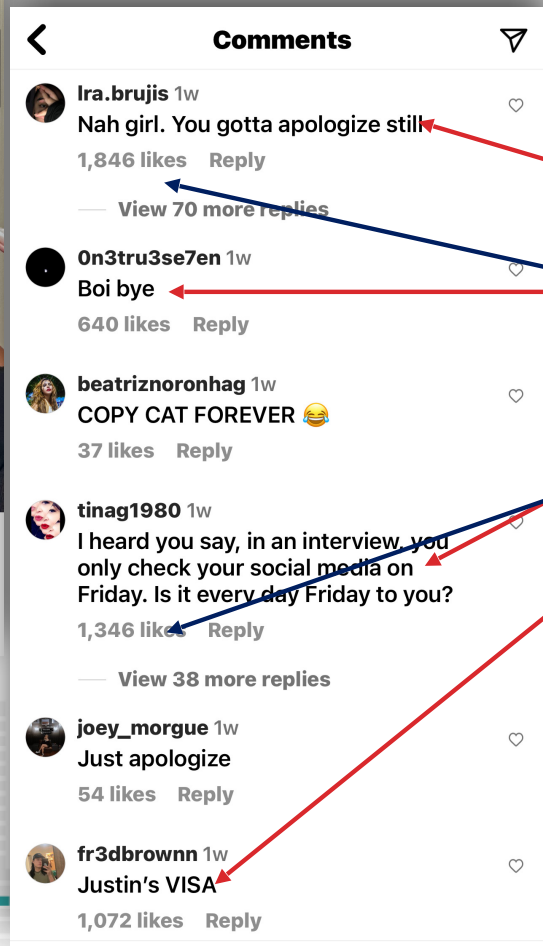 Comments
lra.brujis 1w
Nah girl. You gotta apologize still
1,846 likes Reply
View 70 more replies
0n3tru3se7en 1w
Boi bye
640 likes Reply
beatriznoronhag 1w
COPY CAT FOREVER 😂
37 likes Reply
tinag1980 1w
I heard you say, in an interview, you
only check your social media on
Friday. Is it every day Friday to you?
1,346 likes Reply
View 38 more replies
joey_morgue 1w
Just apologize
54 likes Reply
fr3dbrownn 1w
Justin’s VISA
1,072 likes Reply